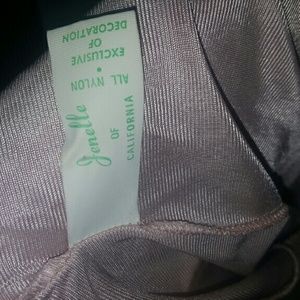 Jenelle
OF
CALIFORNIA
ALL NYLON •
EXCLUSIVE
OF
DECORATION